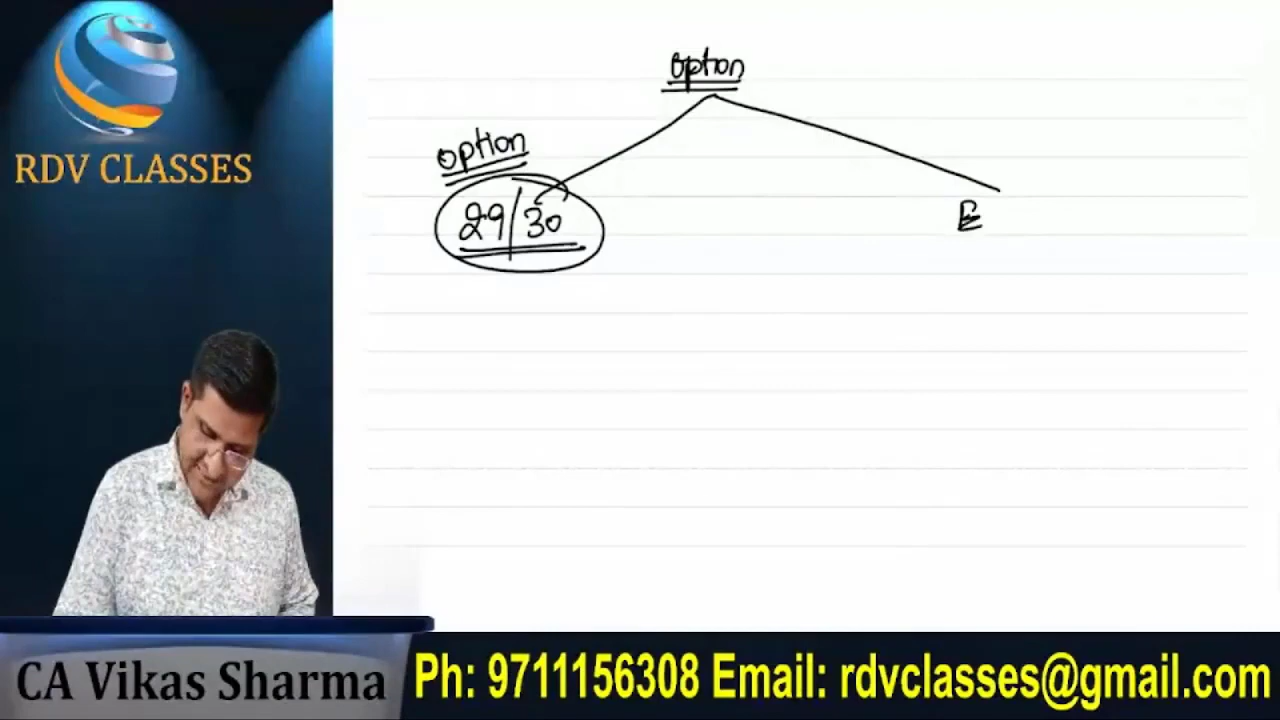 RDV CLASSES
option
option
29/30
E
CA Vikas Sharma
Ph: 9711156308 Email: rdvclasses@gmail.com